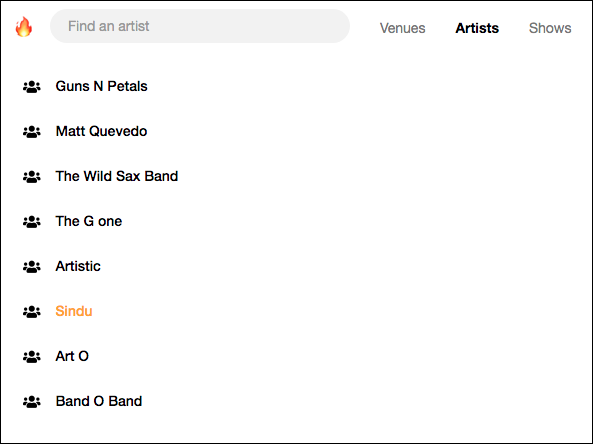 Find an artist Venues Artists Shows
Guns N Petals
Matt Quevedo
The Wild Sax Band
The G one
Artistic
Sindu
Art O
Band O Band